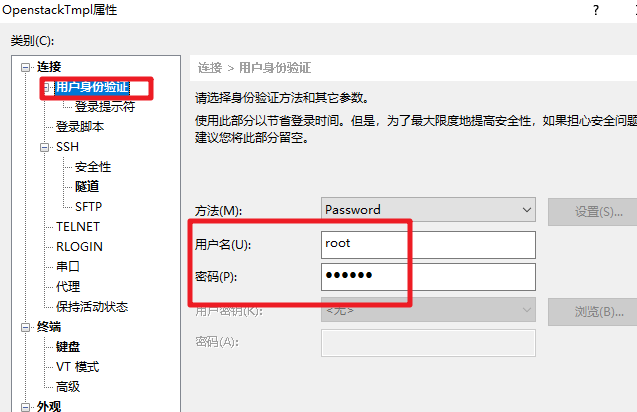 OpenstackTmpl属性
?
类别(C):
连接
用户身份验证
登录提示符
登录脚本
SSH
安全性
隧道
SFTP
TELNET
RLOGIN
串口
代理
保持活动状态
终端
键盘
VT 模式
高级
外观
连接 > 用户身份验证
请选择身份验证方法和其它参数。
使用此部分以节省登录时间。但是，为了最大限度地提高安全性，如果担心安全问题
建议您将此部分留空。
方法(M):
Password
设置(S)...
用户名(U):
root
密码(P):
••••••
用户密钥(K):
<无>
浏览(B)...
密码(A):